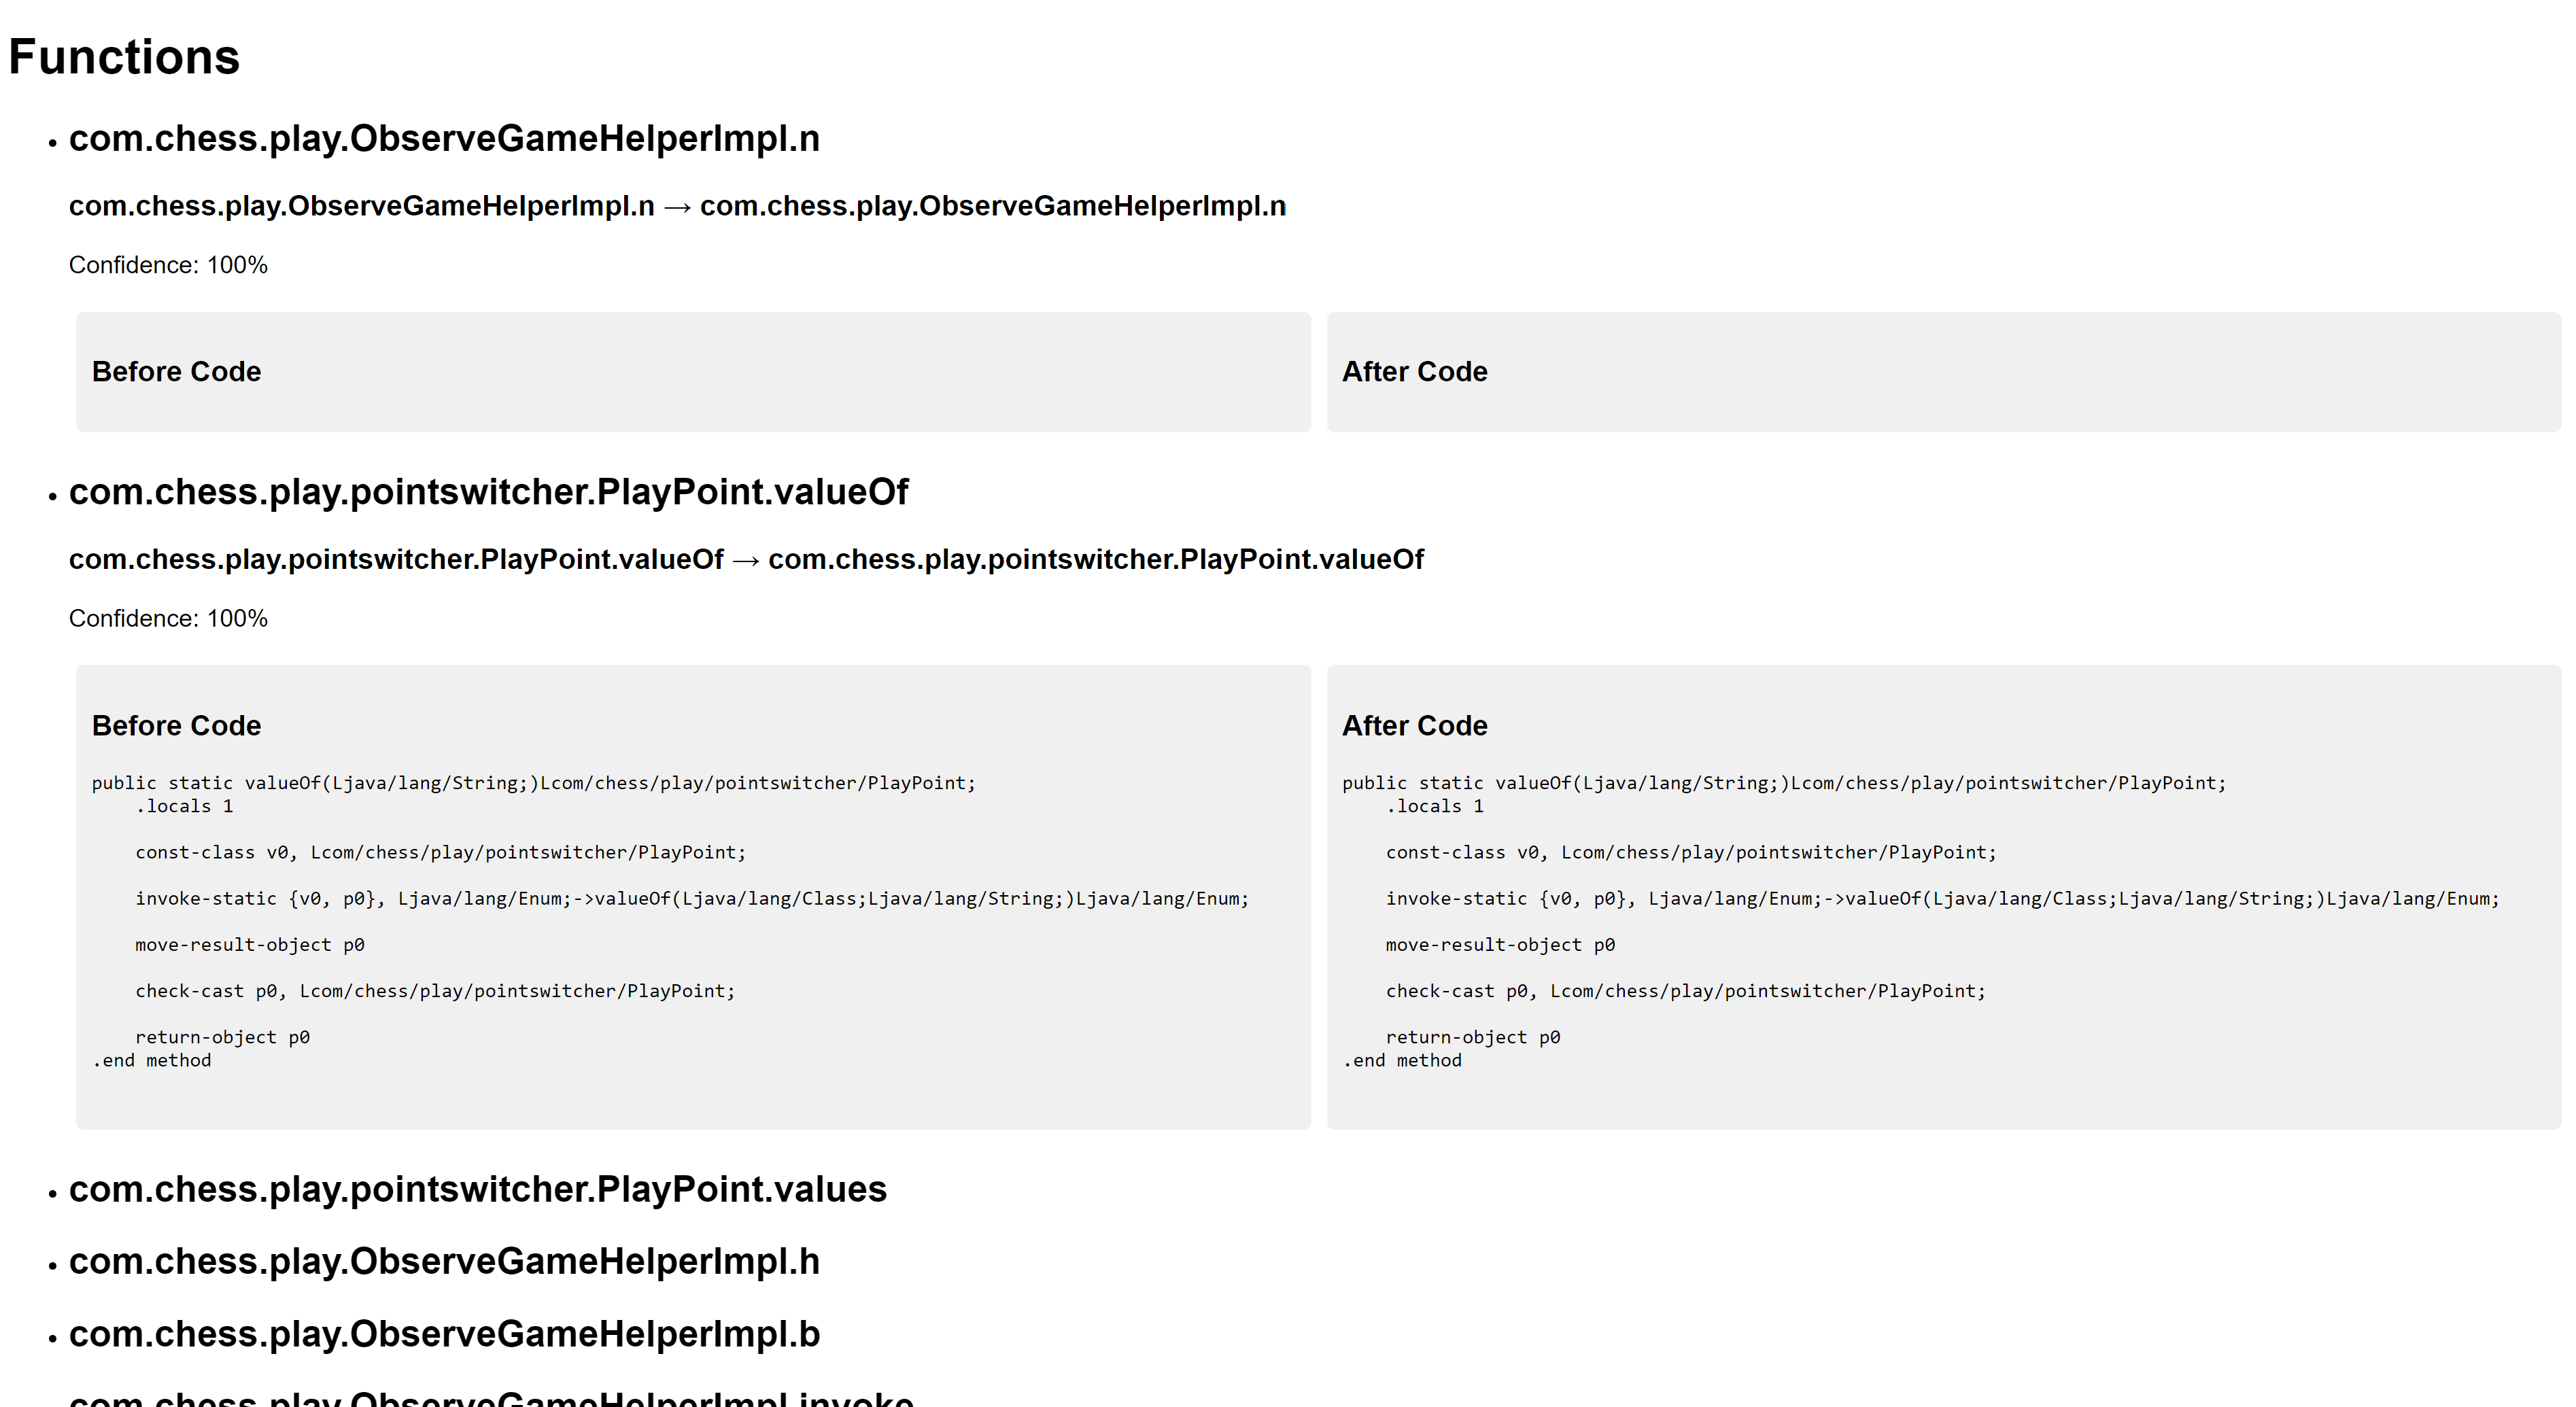 Functions
• com.chess.play.ObserveGameHelperImpl.n
com.chess.play.ObserveGameHelperImpl.n → com.chess.play.ObserveGameHelperImpl.n
Confidence: 100%
Before Code
After Code
• com.chess.play.pointswitcher.PlayPoint.valueOf
com.chess.play.pointswitcher.PlayPoint.valueOf → com.chess.play.pointswitcher.PlayPoint.valueOf
Confidence: 100%
Before Code
public static valueOf(Ljava/lang/String;)Lcom/chess/play/pointswitcher/PlayPoint;
    .locals 1
    const-class v0, Lcom/chess/play/pointswitcher/PlayPoint;
    invoke-static {v0, p0}, Ljava/lang/Enum;->valueOf(Ljava/lang/Class;Ljava/lang/String;)Ljava/lang/Enum;
    move-result-object p0
    check-cast p0, Lcom/chess/play/pointswitcher/PlayPoint;
    return-object p0
.end method
After Code
public static valueOf(Ljava/lang/String;)Lcom/chess/play/pointswitcher/PlayPoint;
    .locals 1
    const-class v0, Lcom/chess/play/pointswitcher/PlayPoint;
    invoke-static {v0, p0}, Ljava/lang/Enum;->valueOf(Ljava/lang/Class;Ljava/lang/String;)Ljava/lang/Enum;
    move-result-object p0
    check-cast p0, Lcom/chess/play/pointswitcher/PlayPoint;
    return-object p0
.end method
• com.chess.play.pointswitcher.PlayPoint.values
• com.chess.play.ObserveGameHelperImpl.h
• com.chess.play.ObserveGameHelperImpl.b
com.chess.play.ObserveGameHelperImpl.invoke